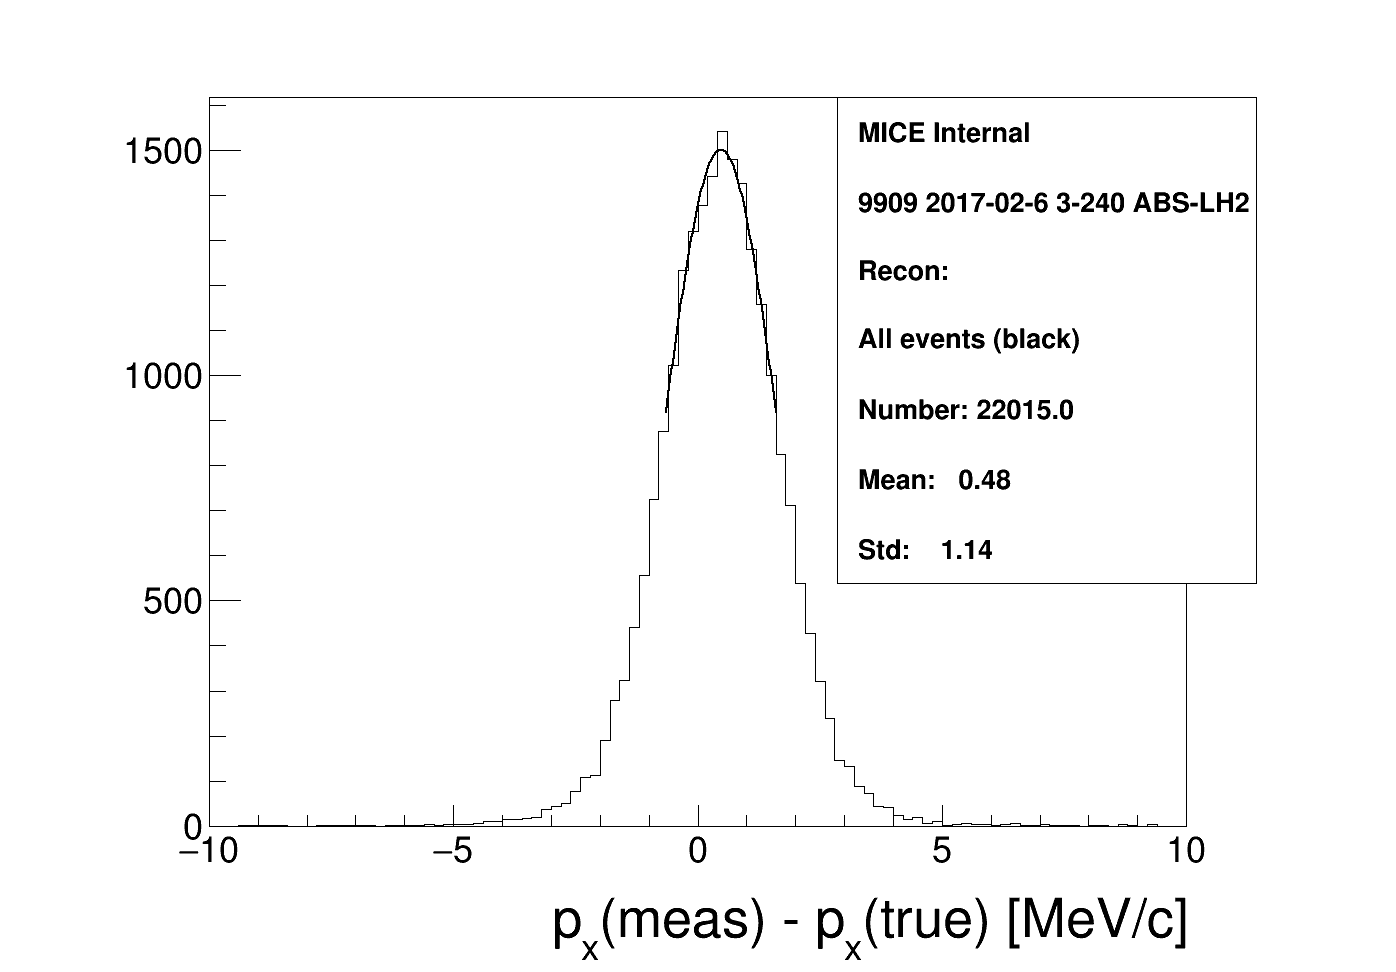 1500
1000
500
0
−10
−5
0
5
10
MICE Internal
9909 2017-02-6 3-240 ABS-LH2
Recon:
All events (black)
Number: 22015.0
Mean: 0.48
Std: 1.14
px(meas) - px(true) [MeV/c]